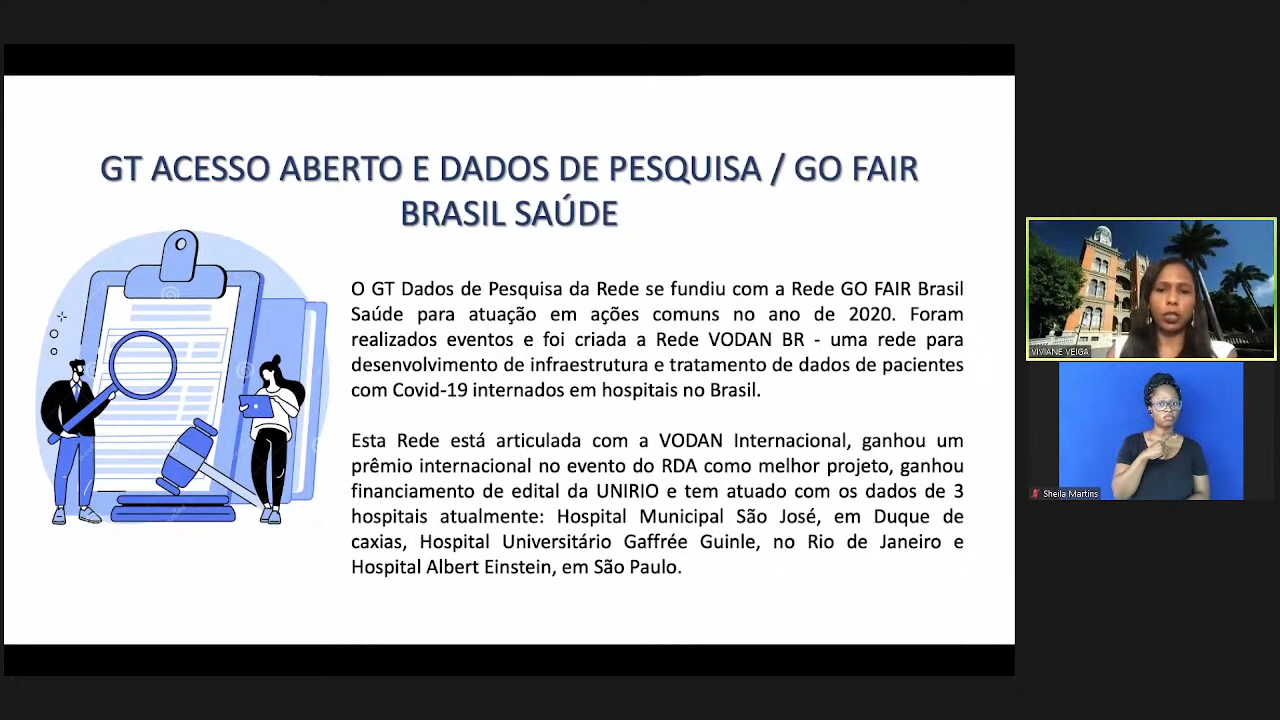 GT ACESSO ABERTO E DADOS DE PESQUISA / GO FAIR
BRASIL SAÚDE
O GT Dados de Pesquisa da Rede se fundiu com a Rede GO FAIR Brasil
Saúde para atuação em ações comuns no ano de 2020. Foram
realizados eventos e foi criada a Rede VODAN BR - uma rede para
desenvolvimento de infraestrutura e tratamento de dados de pacientes
com Covid-19 internados em hospitais no Brasil.
Esta Rede está articulada com a VODAN Internacional, ganhou um
prêmio internacional no evento do RDA como melhor projeto, ganhou
financiamento de edital da UNIRIO e tem atuado com os dados de 3
hospitais atualmente: Hospital Municipal São José, em Duque de
caxias, Hospital Universitário Gaffrée Guinle, no Rio de Janeiro e
Hospital Albert Einstein, em São Paulo.
VIVIANE VEIGA
Sheila Martins